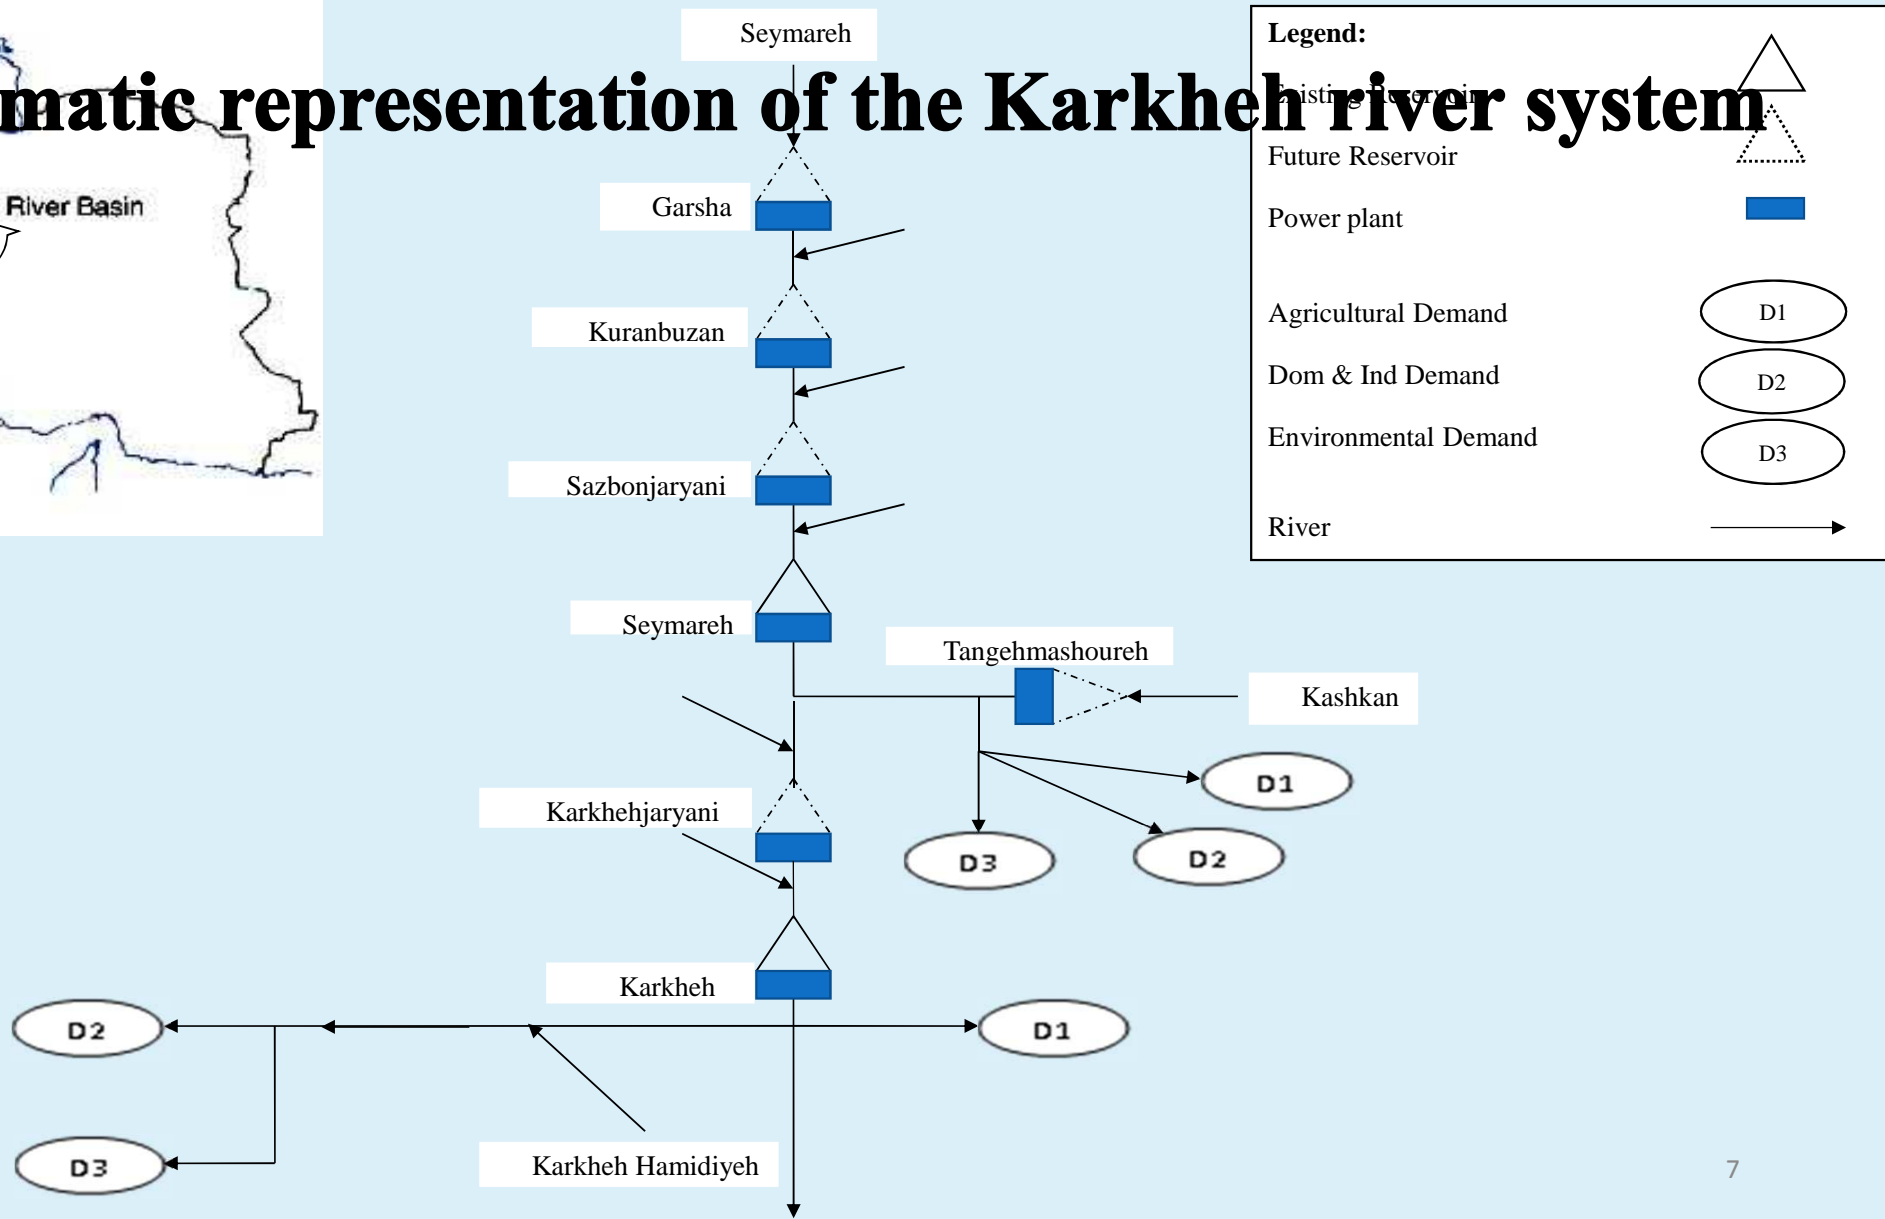 Seymareh
matic representation of the Karkheh river system
Legend:
Existing Reservoir
Future Reservoir
Power plant
Agricultural Demand
D1
Dom & Ind Demand
D2
Environmental Demand
D3
River
River Basin
Garsha
Kuranbuzan
Sazbonjaryani
Seymareh
Tangehmashoureh
Kashkan
D1
Karkhehjaryani
D3
D2
Karkheh
D2
D1
D3
Karkheh Hamidiyeh
7